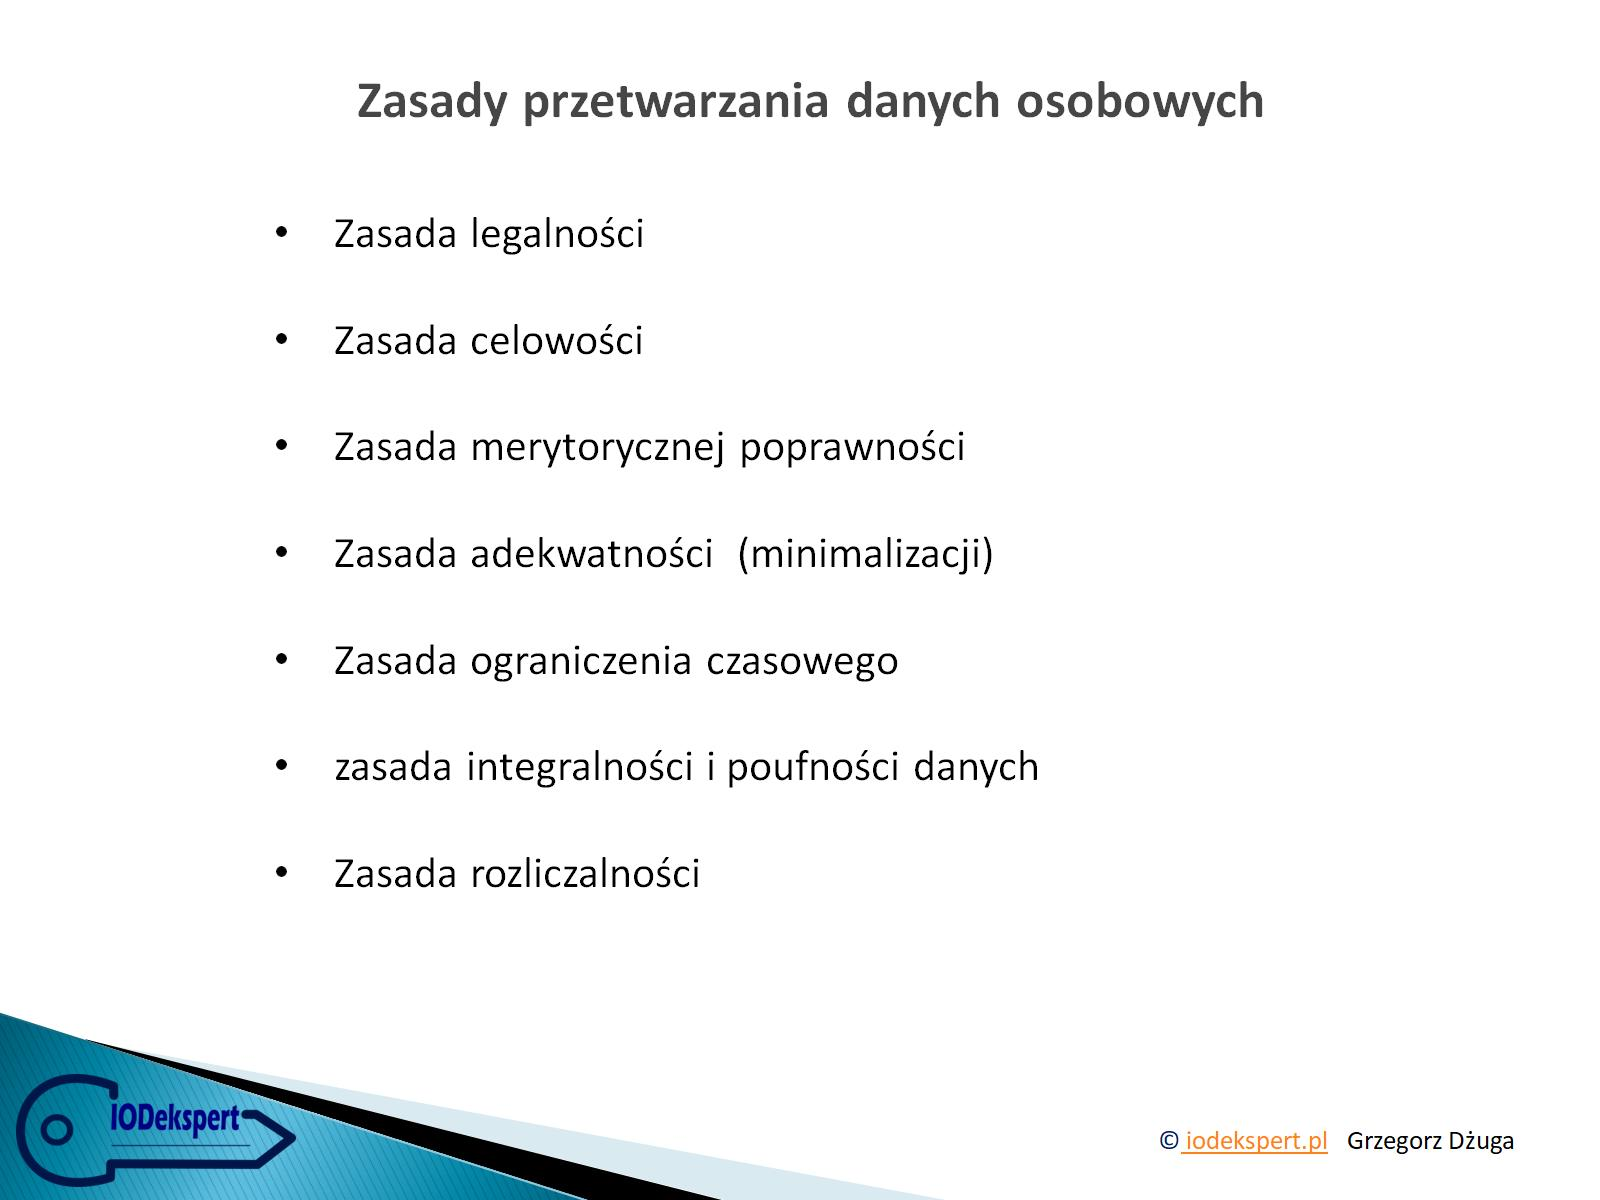 Zasady przetwarzania danych osobowych
• Zasada legalności
• Zasada celowości
• Zasada merytorycznej poprawności
• Zasada adekwatności  (minimalizacji)
• Zasada ograniczenia czasowego
• zasada integralności i poufności danych
• Zasada rozliczalności
IODekspert
© iodekspert.pl   Grzegorz Dżuga